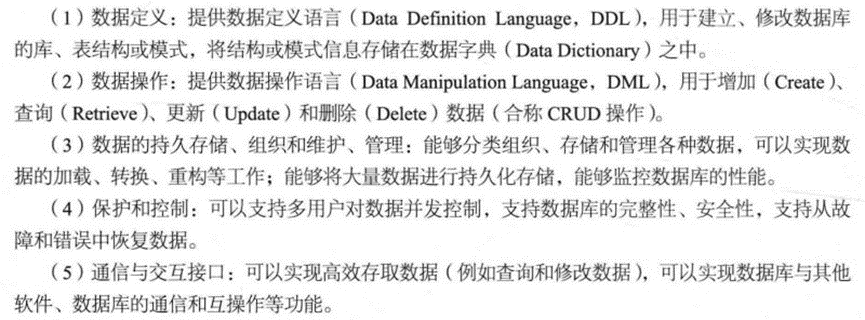 （1）数据定义：提供数据定义语言（Data Definition Language，DDL），用于建立、修改数据库
的库、表结构或模式，将结构或模式信息存储在数据字典（Data Dictionary）之中。
（2）数据操作：提供数据操作语言（Data Manipulation Language，DML），用于增加（Create）、
查询（Retrieve）、更新（Update）和删除（Delete）数据（合称 CRUD 操作）。
（3）数据的持久存储、组织和维护、管理：能够分类组织、存储和管理各种数据，可以实现数
据的加载、转换、重构等工作；能够将大量数据进行持久化存储，能够监控数据库的性能。
（4）保护和控制：可以支持多用户对数据并发控制，支持数据库的完整性、安全性，支持从故
障和错误中恢复数据。
（5）通信与交互接口：可以实现高效存取数据（例如查询和修改数据），可以实现数据库与其他
软件、数据库的通信和互操作等功能。